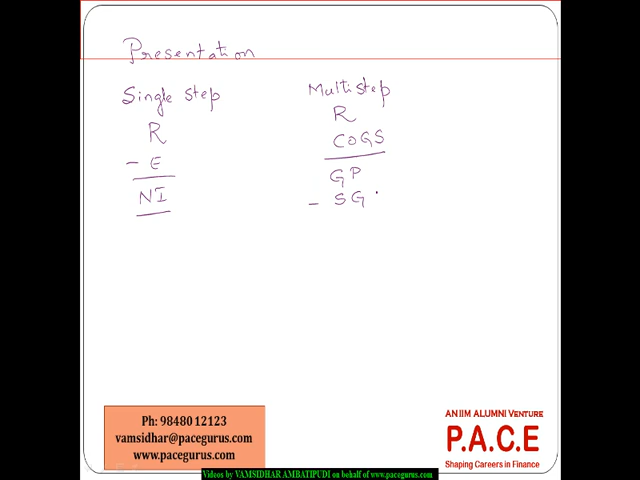 Presentation
Single step
R
- E
NI
Multistep
R
COGS
GP
- SG
Ph: 98480 12123
vamsidhar@pacegurus.com
www.pacegurus.com
AN IIM ALUMNI VENTURE
P.A.C.E
Shaping Careers in Finance
Videos by VAMSIDHAR AMBATIPUDI on behalf of www.pacegurus.com